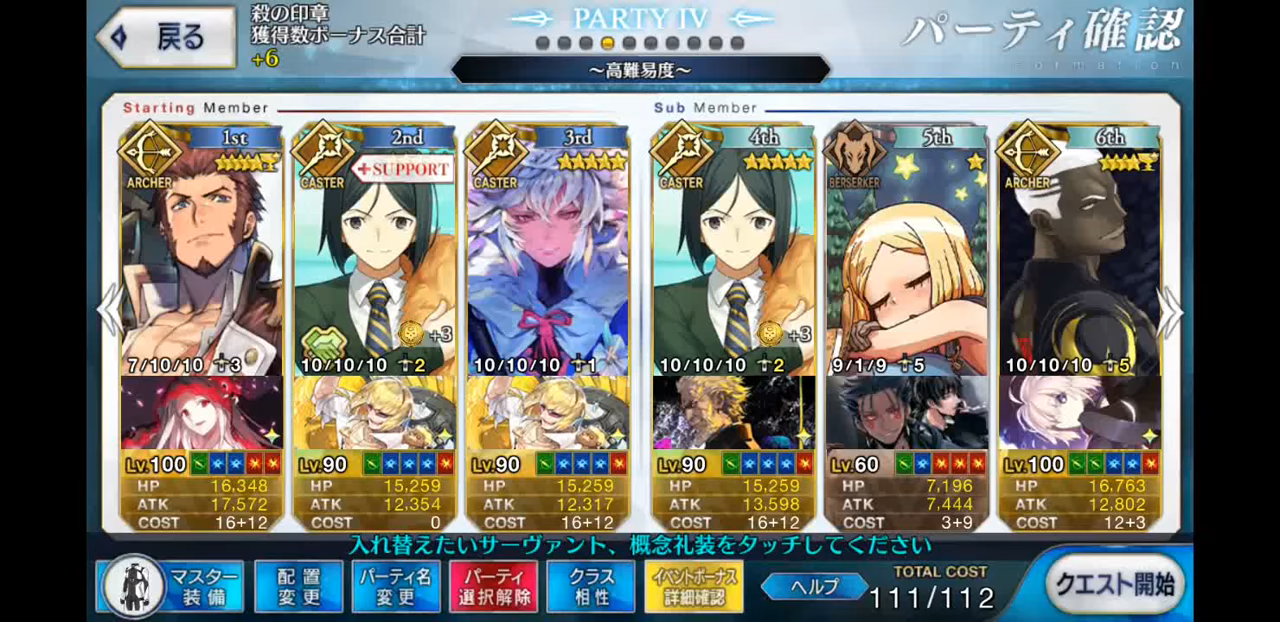 戻る
殺の印章
獲得数ボーナス合計
+6
PARTY IV
～高難易度～
パーティ確認
Starting Member
Sub Member
1st
ARCHER
7/10/10 +3
Lv.100
HP 16,348
ATK 17,572
COST 16+12
2nd
CASTER
+SUPPORT
+3
10/10/10 +2
Lv.90
HP 15,259
ATK 12,354
COST 0
3rd
CASTER
10/10/10 +1
Lv.90
HP 15,259
ATK 12,317
COST 16+12
4th
CASTER
+3
10/10/10 +2
Lv.90
HP 15,259
ATK 13,598
COST 16+12
5th
BERSERKER
9/1/9 +5
Lv.60
HP 7,196
ATK 7,444
COST 3+9
6th
ARCHER
10/10/10 +5
Lv.100
HP 16,763
ATK 12,802
COST 12+3
入れ替えたいサーヴァント、概念礼装をタッチしてください
マスター
装備
配置
変更
パーティ名
変更
パーティ
選択解除
クラス
相性
イベントボーナス
詳細確認
ヘルプ
TOTAL COST
111/112
クエスト開始